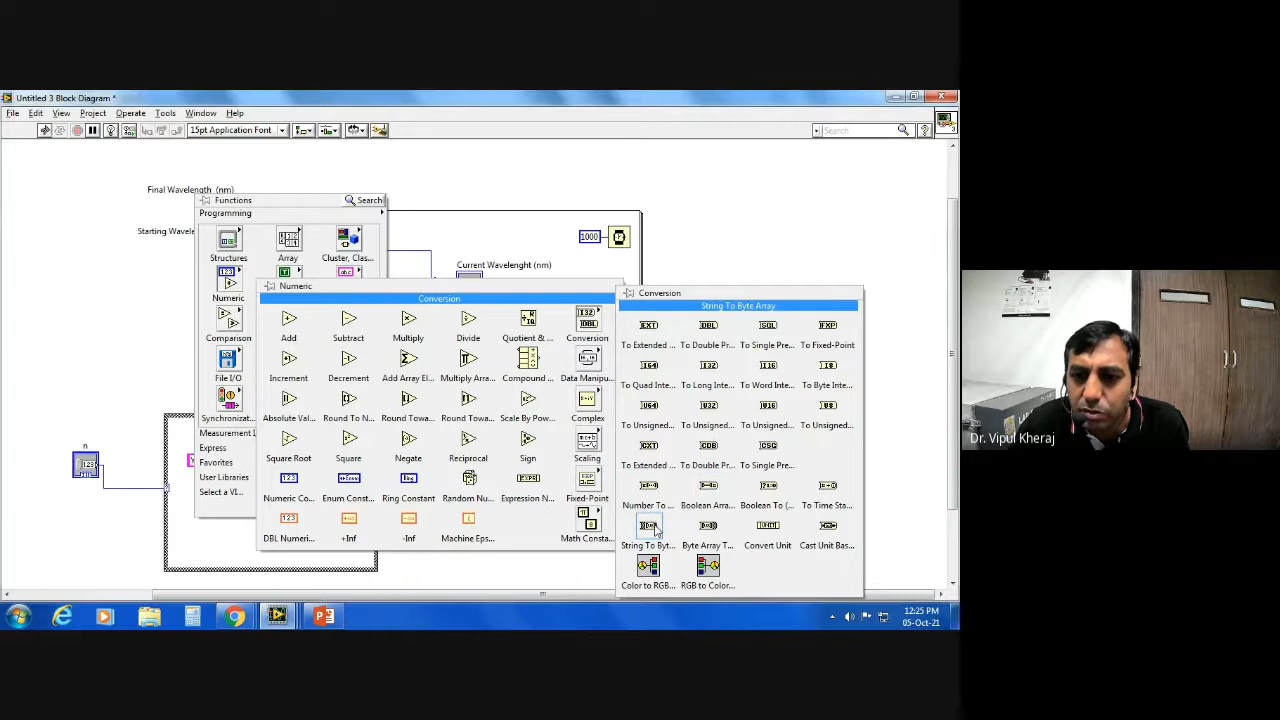 Untitled 3 Block Diagram *
File Edit View Project Operate Tools Window Help
15pt Application Font
Search
Final Wavelength (nm)
Starting Wavele
1000
Current Wavelenght (nm)
n
123
Functions
Search
Programming
Structures Array Cluster, Clas...
Numeric
Comparison
File I/O
Synchronizat...
Measurement I
Express
Favorites
User Libraries
Select a VI...
Numeric
Conversion
Add Subtract Multiply Divide Quotient &... Conversion
Increment Decrement Add Array El... Multiply Arra... Compound ... Data Manipu...
Absolute Val... Round To N... Round Towa... Round Towa... Scale By Pow... Complex
Square Root Square Negate Reciprocal Sign Scaling
Numeric Co... Enum Consta... Ring Constant Random Nu... Expression N... Fixed-Point
DBL Numeri... +Inf -Inf Machine Eps... Math Consta...
Conversion
String To Byte Array
To Extended ... To Double Pr... To Single Pre... To Fixed-Point
To Quad Inte... To Long Inte... To Word Inte... To Byte Inte...
To Unsigned... To Unsigned... To Unsigned... To Unsigned...
To Extended ... To Double Pr... To Single Pre...
Number To ... Boolean Arra... Boolean To (... To Time Sta...
String To Byt... Byte Array T... Convert Unit Cast Unit Bas...
Color to RGB... RGB to Color...
12:25 PM
05-Oct-21
Dr. Vipul Kheraj